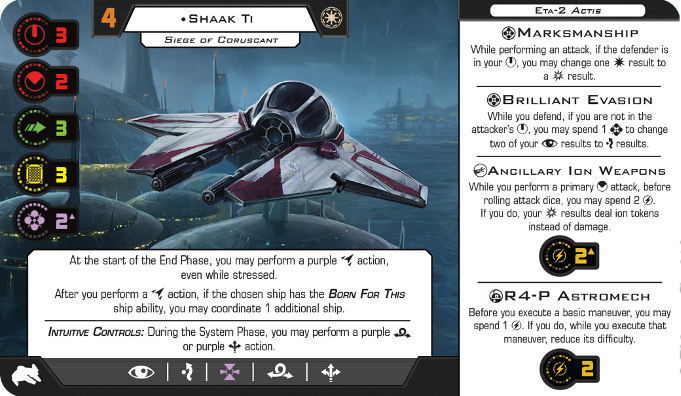 4
•Shaak Ti
Siege of Coruscant
3
2
3
3
2
At the start of the End Phase, you may perform a purple action,
even while stressed.
After you perform a action, if the chosen ship has the Born For This
ship ability, you may coordinate 1 additional ship.
Intuitive Controls: During the System Phase, you may perform a purple
or purple action.
Eta-2 Actis
Marksmanship
While performing an attack, if the defender is
in your , you may change one result to
a result.
Brilliant Evasion
While you defend, if you are not in the
attacker's , you may spend 1 to change
two of your results to results.
Ancillary Ion Weapons
While you perform a primary attack, before
rolling attack dice, you may spend 2 .
If you do, your results deal ion tokens
instead of damage.
2
R4-P Astromech
Before you execute a basic maneuver, you may
spend 1 . If you do, while you execute that
maneuver, reduce its difficulty.
2